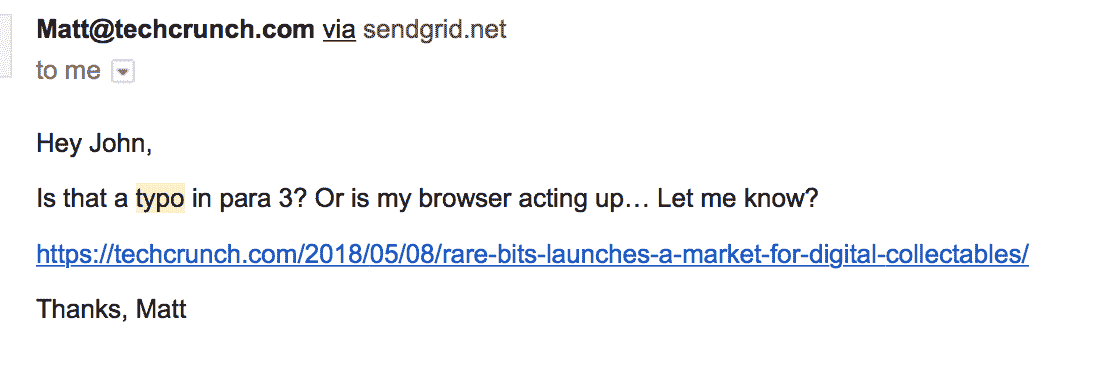 Matt@techcrunch.com via sendgrid.net
to me
Hey John,
Is that a typo in para 3? Or is my browser acting up… Let me know?
https://techcrunch.com/2018/05/08/rare-bits-launches-a-market-for-digital-collectables/
Thanks, Matt